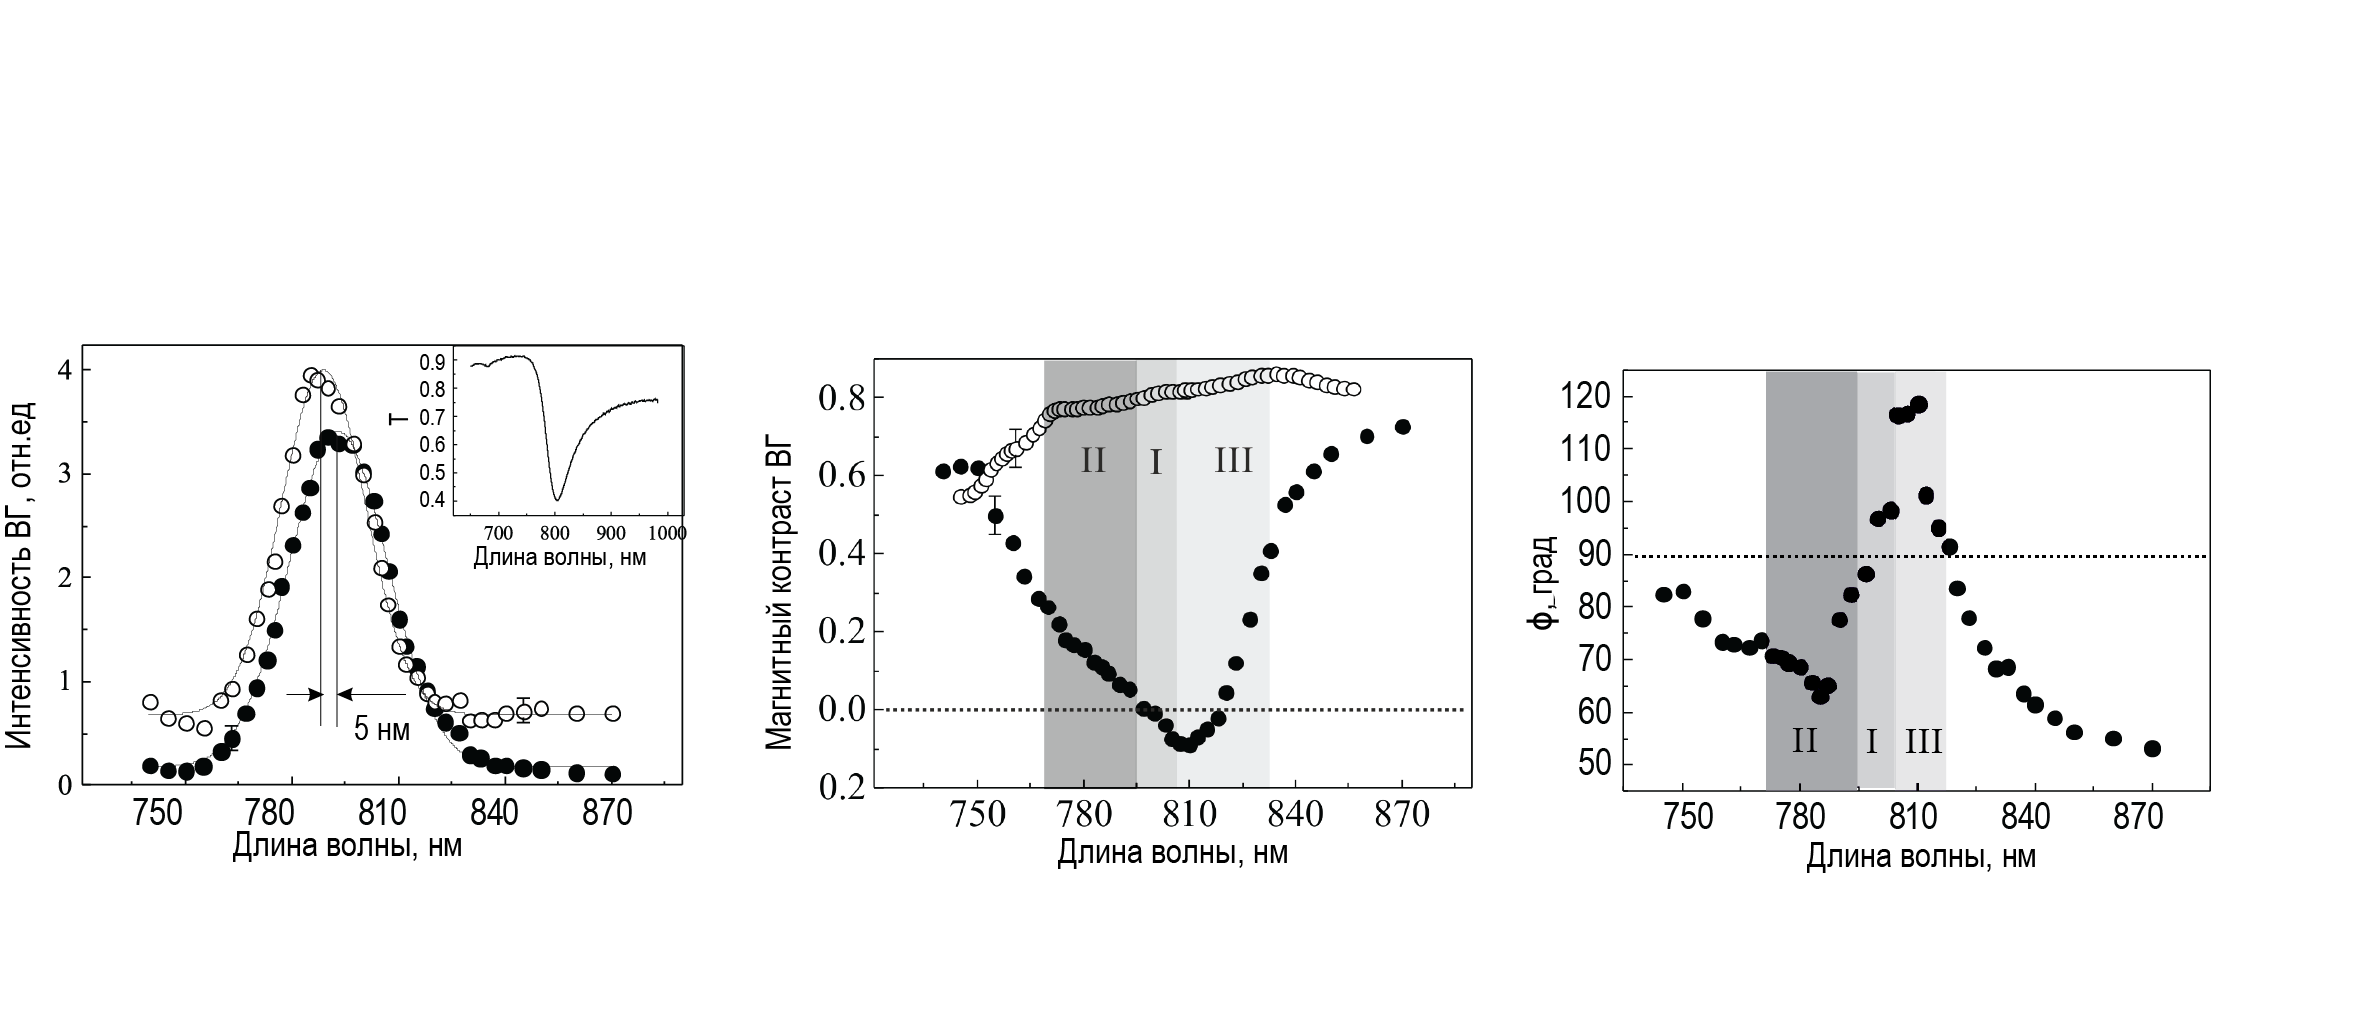 Интенсивность ВГ, отн.ед
4
3
2
1
0
750
780
810
840
870
Длина волны, нм
5 нм
T
0.9
0.8
0.7
0.6
0.5
0.4
700
800
900
1000
Длина волны, нм
Магнитный контраст ВГ
0.8
0.6
0.4
0.2
0.0
0.2
II
I
III
750
780
810
840
870
Длина волны, нм
ϕ, град
120
110
100
90
80
70
60
50
II
I
III
750
780
810
840
870
Длина волны, нм